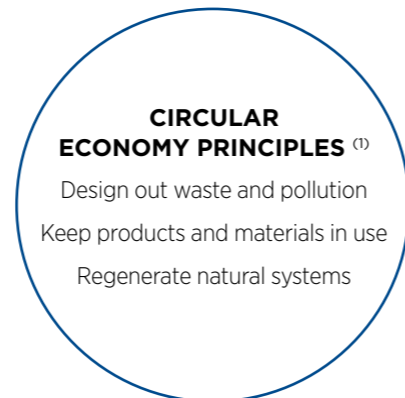 CIRCULAR
ECONOMY PRINCIPLES (1)
Design out waste and pollution
Keep products and materials in use
Regenerate natural systems